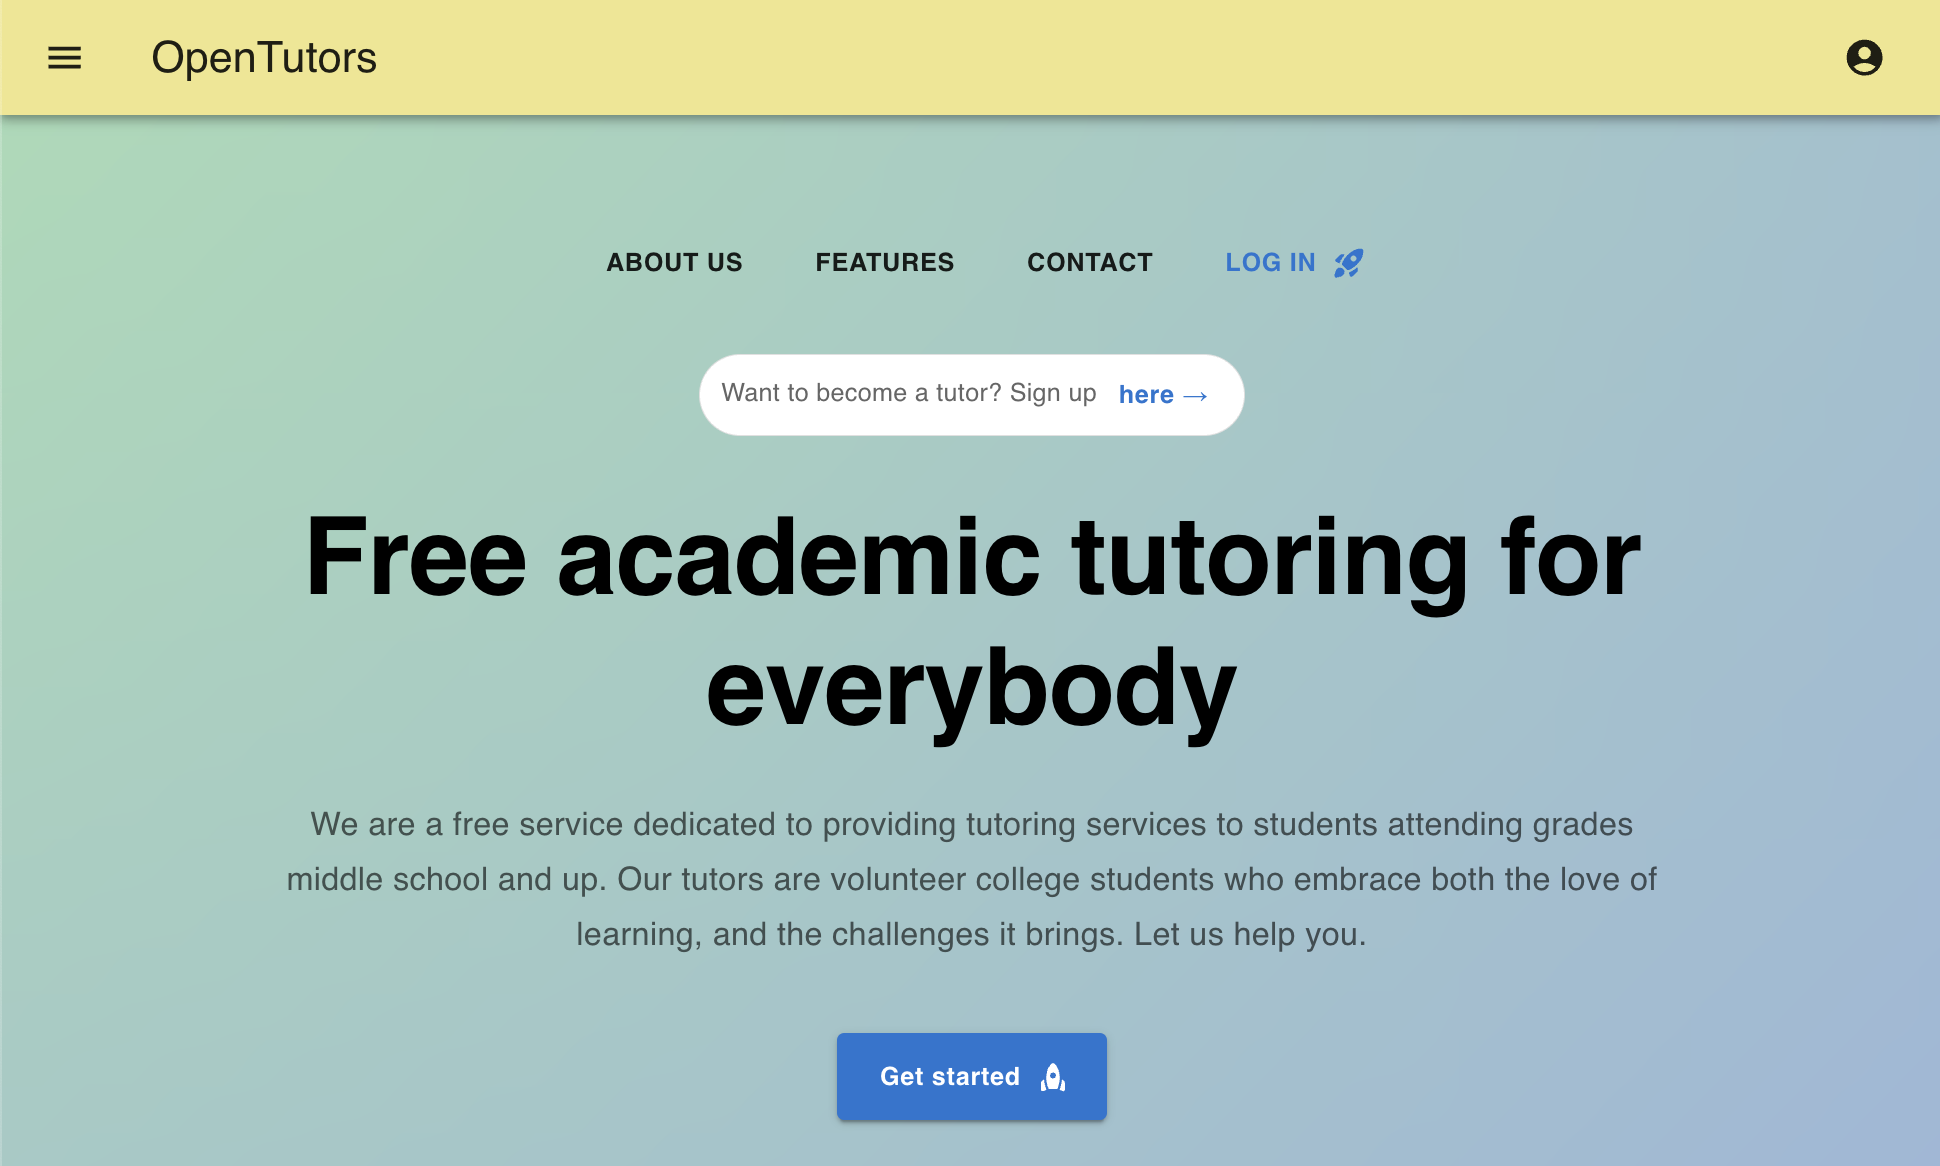 OpenTutors
ABOUT US FEATURES CONTACT LOG IN
Want to become a tutor? Sign up here →
Free academic tutoring for
everybody
We are a free service dedicated to providing tutoring services to students attending grades
middle school and up. Our tutors are volunteer college students who embrace both the love of
learning, and the challenges it brings. Let us help you.
Get started